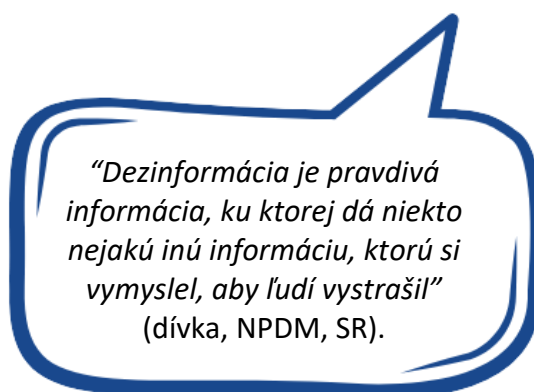 “Dezinformácia je pravdivá
informácia, ku ktorej dá niekto
nejakú inú informáciu, ktorú si
vymyslel, aby ľudí vystrašil”
(dívka, NPDM, SR).